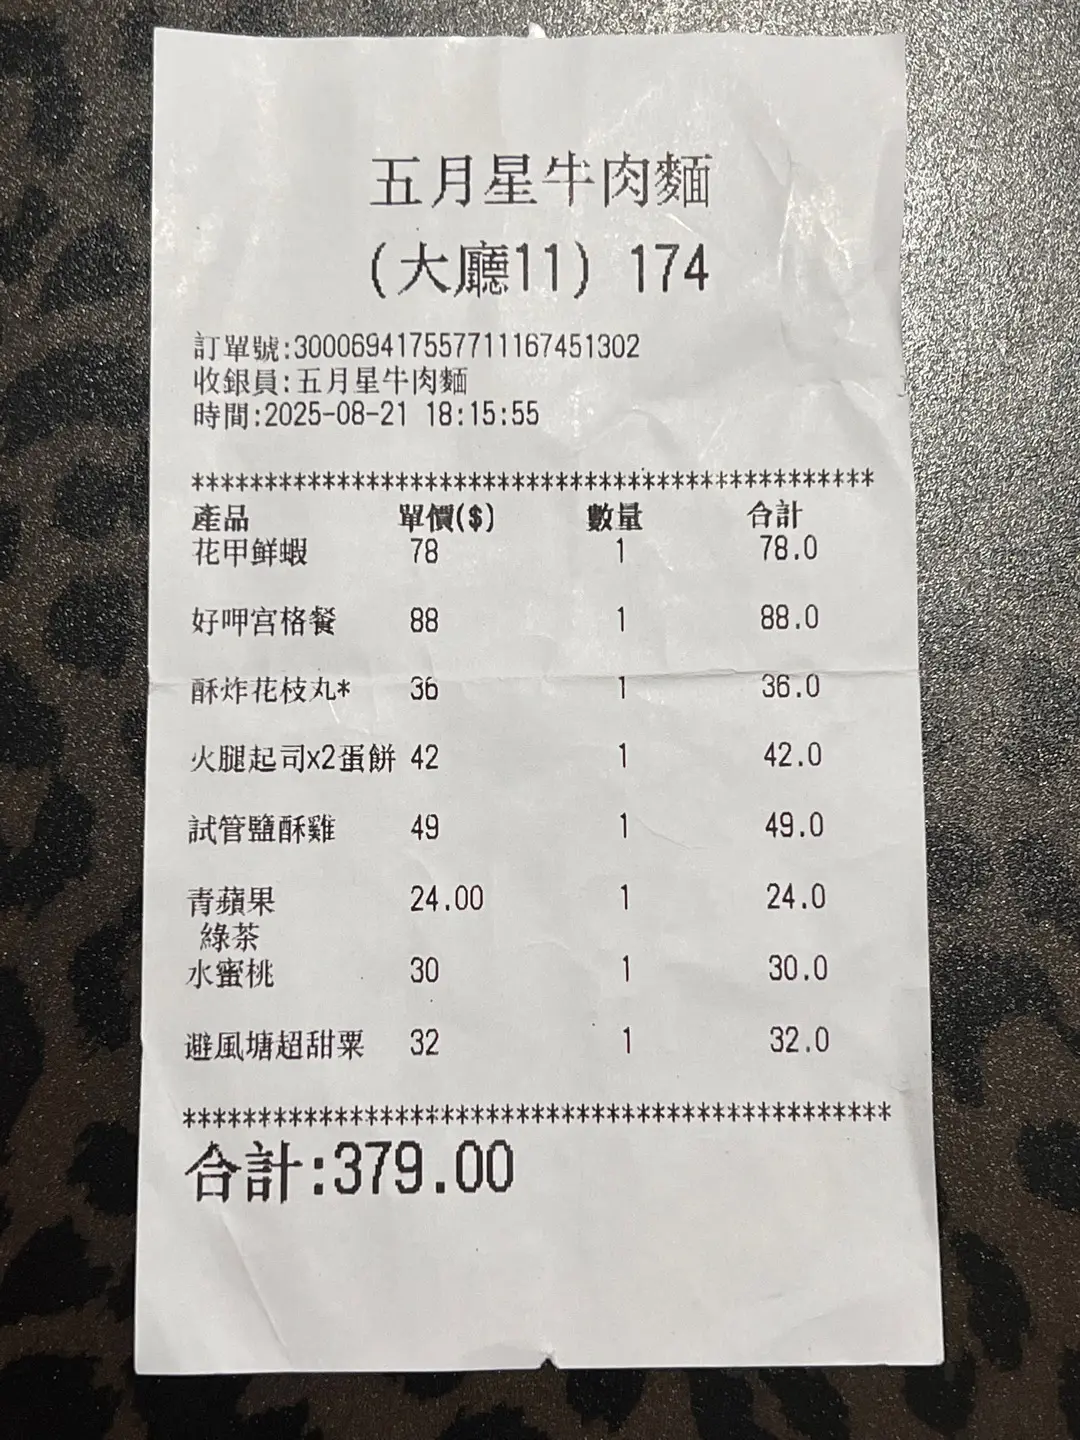 五月星牛肉麵
(大廳11) 174
訂單號:3000694175577111167451302
收銀員:五月星牛肉麵
時間:2025-08-21 18:15:55
***********************************************
產品 單價($) 數量 合計
花甲鮮蝦 78 1 78.0
好呷宮格餐 88 1 88.0
酥炸花枝丸* 36 1 36.0
火腿起司x2蛋餅 42 1 42.0
試管鹽酥雞 49 1 49.0
青蘋果 24.00 1 24.0
綠茶
水蜜桃 30 1 30.0
避風塘超甜粟 32 1 32.0
***********************************************
合計:379.00